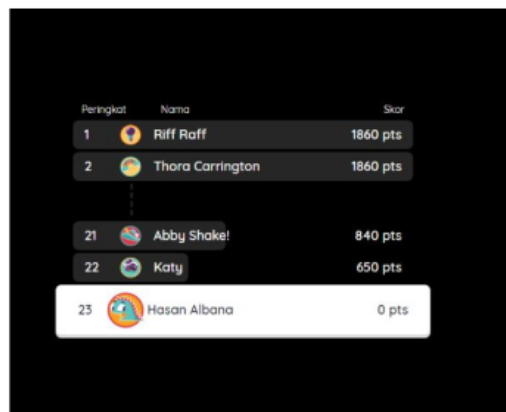 Peringkat Nama Skor
1 Riff Raff 1860 pts
2 Thora Carrington 1860 pts
21 Abby Shake! 840 pts
22 Katy 650 pts
23 Hasan Albana 0 pts